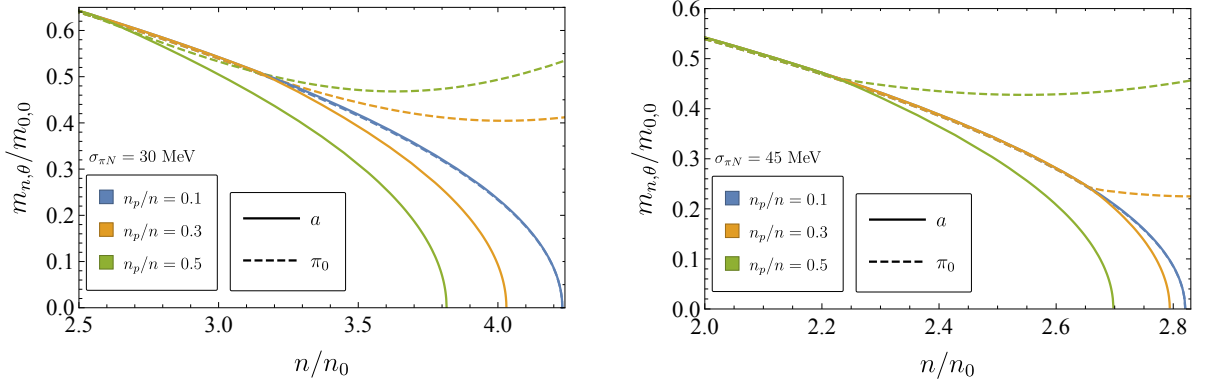 m_{n,θ}/m_{0,0}
0.6
0.5
0.4
0.3
0.2
0.1
0.0
σ_{πN} = 30 MeV
n_p/n = 0.1
n_p/n = 0.3
n_p/n = 0.5
a
π_0
2.5 3.0 3.5 4.0
n/n_0
m_{n,θ}/m_{0,0}
0.6
0.5
0.4
0.3
0.2
0.1
0.0
σ_{πN} = 45 MeV
n_p/n = 0.1
n_p/n = 0.3
n_p/n = 0.5
a
π_0
2.0 2.2 2.4 2.6 2.8
n/n_0